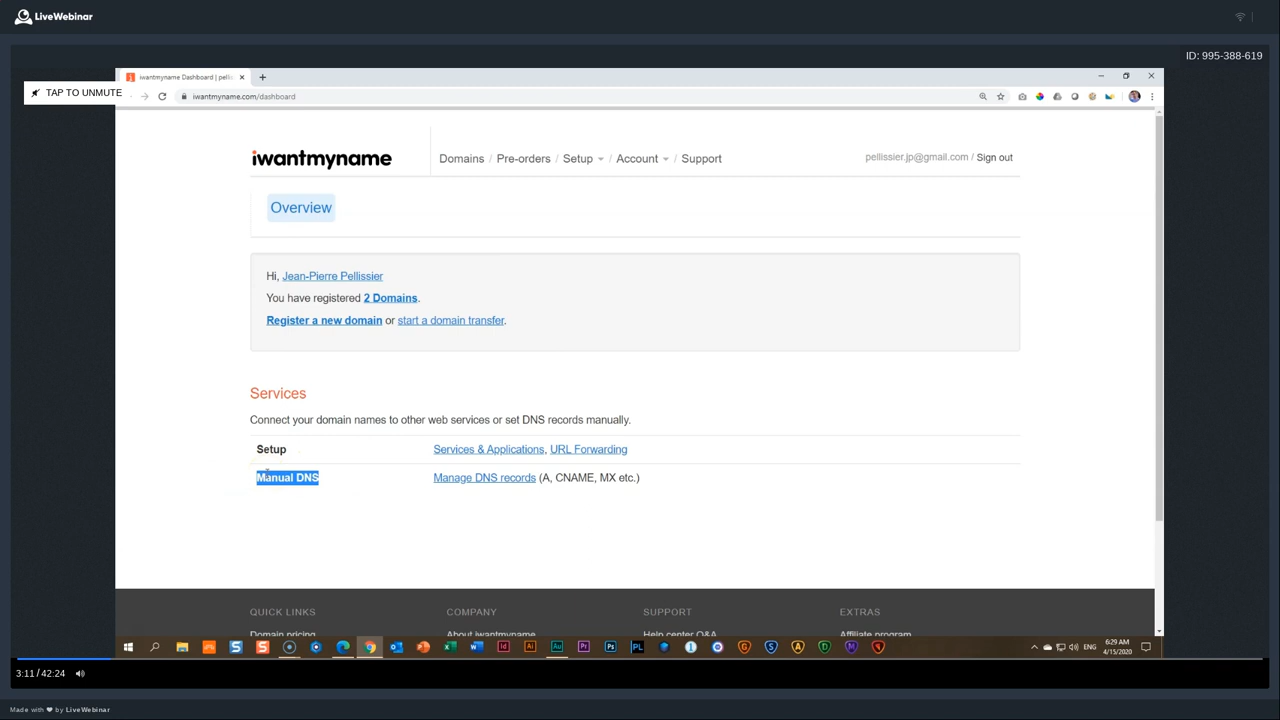 LiveWebinar
ID: 995-388-619
TAP TO UNMUTE
iwantmyname Dashboard | pelli
iwantmyname.com/dashboard
iwantmyname
Domains / Pre-orders / Setup / Account / Support
pellissier.jp@gmail.com / Sign out
Overview
Hi, Jean-Pierre Pellissier
You have registered 2 Domains.
Register a new domain or start a domain transfer.
Services
Connect your domain names to other web services or set DNS records manually.
Setup Services & Applications, URL Forwarding
Manual DNS Manage DNS records (A, CNAME, MX etc.)
QUICK LINKS COMPANY SUPPORT EXTRAS
Domain pricing About iwantmyname Help center Q&A Affiliate program
ENG 6:29 AM
4/15/2020
3:11 / 42:24
Made with ❤ by LiveWebinar